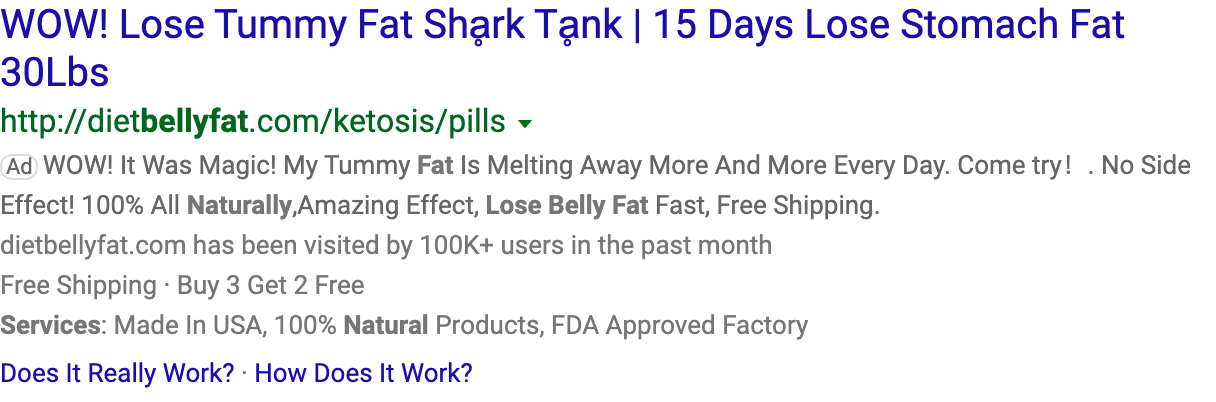 WOW! Lose Tummy Fat Shḁrk Tḁnk | 15 Days Lose Stomach Fat
30Lbs
http://dietbellyfat.com/ketosis/pills
Ad WOW! It Was Magic! My Tummy Fat Is Melting Away More And More Every Day. Come try！. No Side
Effect! 100% All Naturally,Amazing Effect, Lose Belly Fat Fast, Free Shipping.
dietbellyfat.com has been visited by 100K+ users in the past month
Free Shipping · Buy 3 Get 2 Free
Services: Made In USA, 100% Natural Products, FDA Approved Factory
Does It Really Work? · How Does It Work?